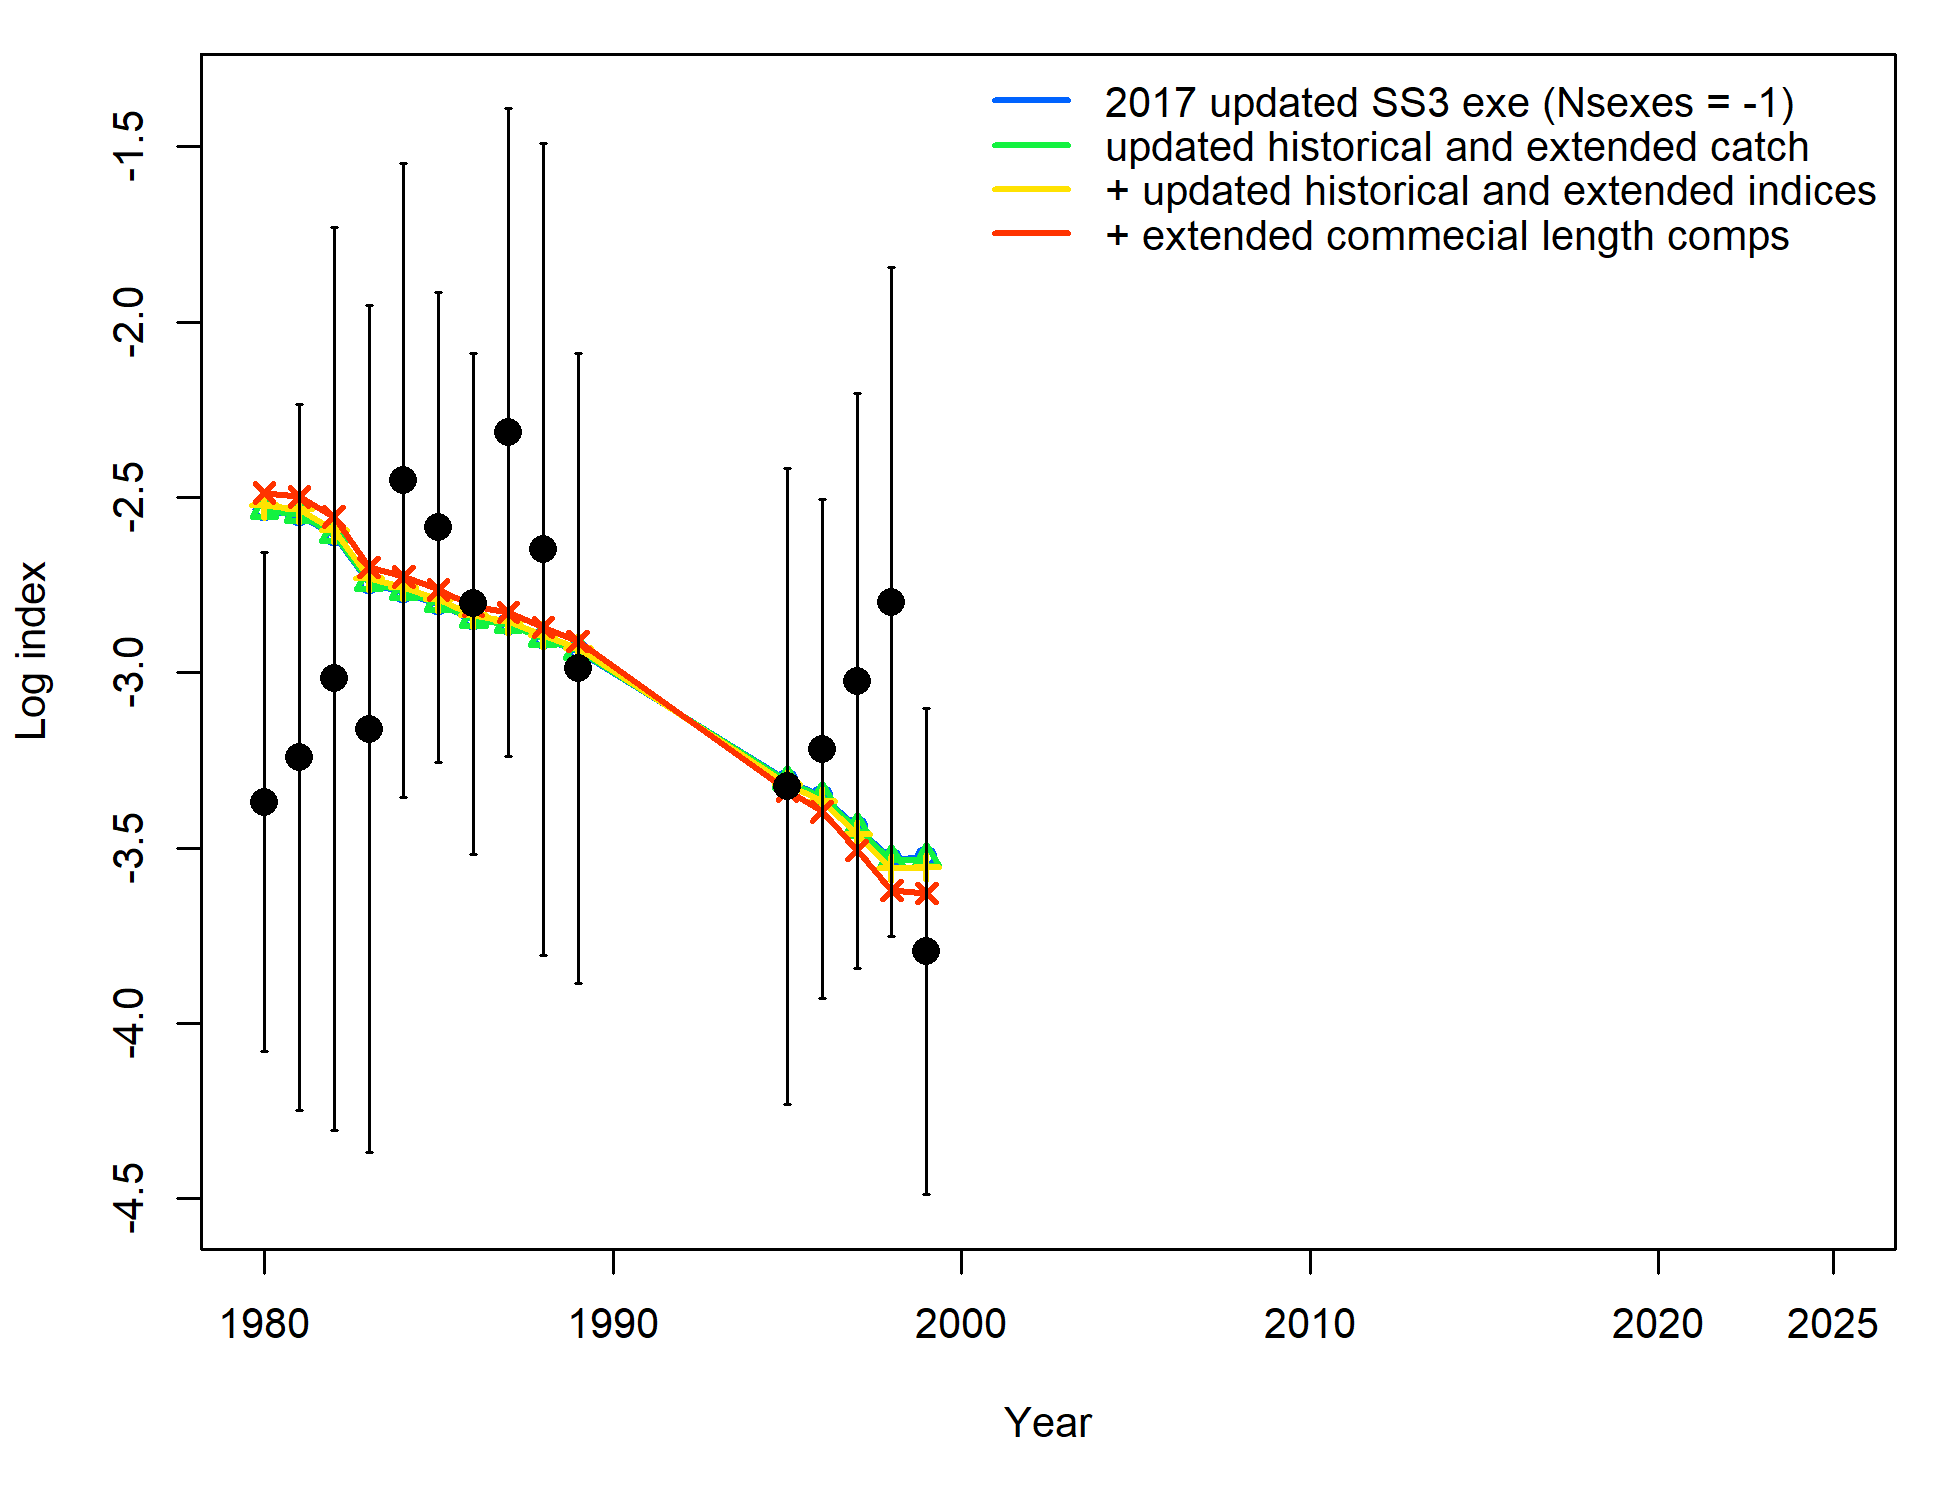 2017 updated SS3 exe (Nsexes = -1)
updated historical and extended catch
+ updated historical and extended indices
+ extended commecial length comps
Log index
-1.5
-2.0
-2.5
-3.0
-3.5
-4.0
-4.5
1980 1990 2000 2010 2020 2025
Year